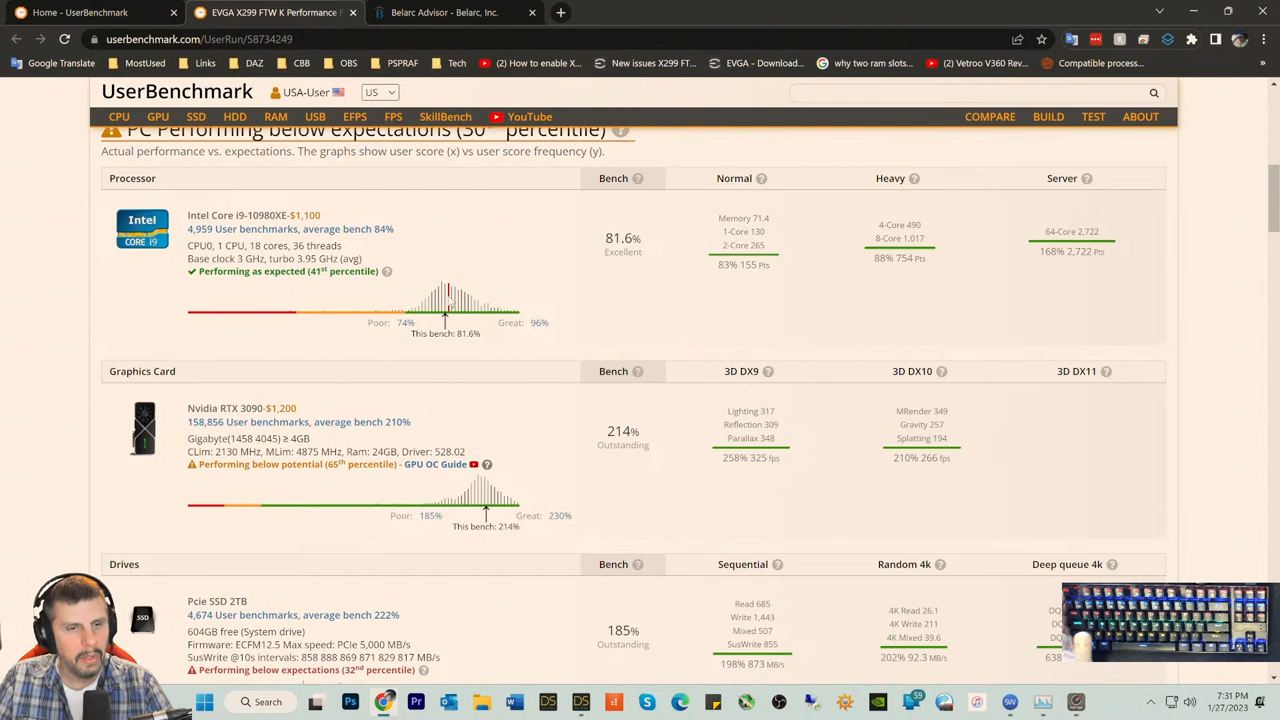 Home - UserBenchmark
EVGA X299 FTW K Performance
Belarc Advisor - Belarc, Inc.
userbenchmark.com/UserRun/58734249
Google Translate
MostUsed
Links
DAZ
CBB
OBS
PSPRAF
Tech
(2) How to enable X...
New issues X299 FT...
EVGA - Download...
why two ram slots...
(1) Vetroo V360 Rev...
Compatible process...
UserBenchmark
USA-User
US
CPU GPU SSD HDD RAM USB EFPS FPS SkillBench YouTube
COMPARE BUILD TEST ABOUT
PC Performing below expectations (30th percentile)
Actual performance vs. expectations. The graphs show user score (x) vs user score frequency (y).
Processor
Bench
Normal
Heavy
Server
Intel
CORE i9
Intel Core i9-10980XE-$1,100
4,959 User benchmarks, average bench 84%
CPU0, 1 CPU, 18 cores, 36 threads
Base clock 3 GHz, turbo 3.95 GHz (avg)
Performing as expected (41st percentile)
Poor: 74%
Great: 96%
This bench: 81.6%
81.6%
Excellent
Memory 71.4
1-Core 130
2-Core 265
83% 155 Pts
4-Core 490
8-Core 1,017
88% 754 Pts
64-Core 2,722
168% 2,722 Pts
Graphics Card
Bench
3D DX9
3D DX10
3D DX11
Nvidia RTX 3090-$1,200
158,856 User benchmarks, average bench 210%
Gigabyte(1458 4045) ≥ 4GB
CLim: 2130 MHz, MLim: 4875 MHz, Ram: 24GB, Driver: 528.02
Performing below potential (65th percentile) - GPU OC Guide
Poor: 185%
Great: 230%
This bench: 214%
214%
Outstanding
Lighting 317
Reflection 309
Parallax 348
258% 325 fps
MRender 349
Gravity 257
Splatting 194
210% 266 fps
Drives
Bench
Sequential
Random 4k
Deep queue 4k
SSD
Pcie SSD 2TB
4,674 User benchmarks, average bench 222%
604GB free (System drive)
Firmware: ECFM12.5 Max speed: PCIe 5,000 MB/s
SusWrite @10s intervals: 858 888 869 871 829 817 MB/s
Performing below expectations (32nd percentile)
185%
Outstanding
Read 685
Write 1,443
Mixed 507
SusWrite 855
198% 873 MB/s
4K Read 26.1
4K Write 211
4K Mixed 39.6
202% 92.3 MB/s
638
Search
59
7:31 PM
1/27/2023